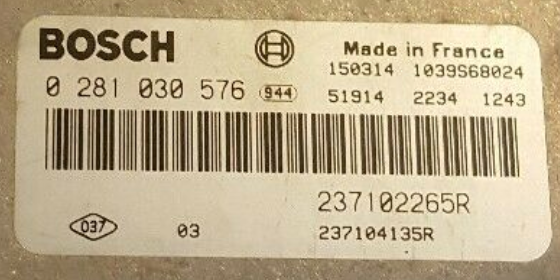 BOSCH
Made in France
150314 1039S68024
0 281 030 576 944
51914 2234 1243
237102265R
037 03
237104135R